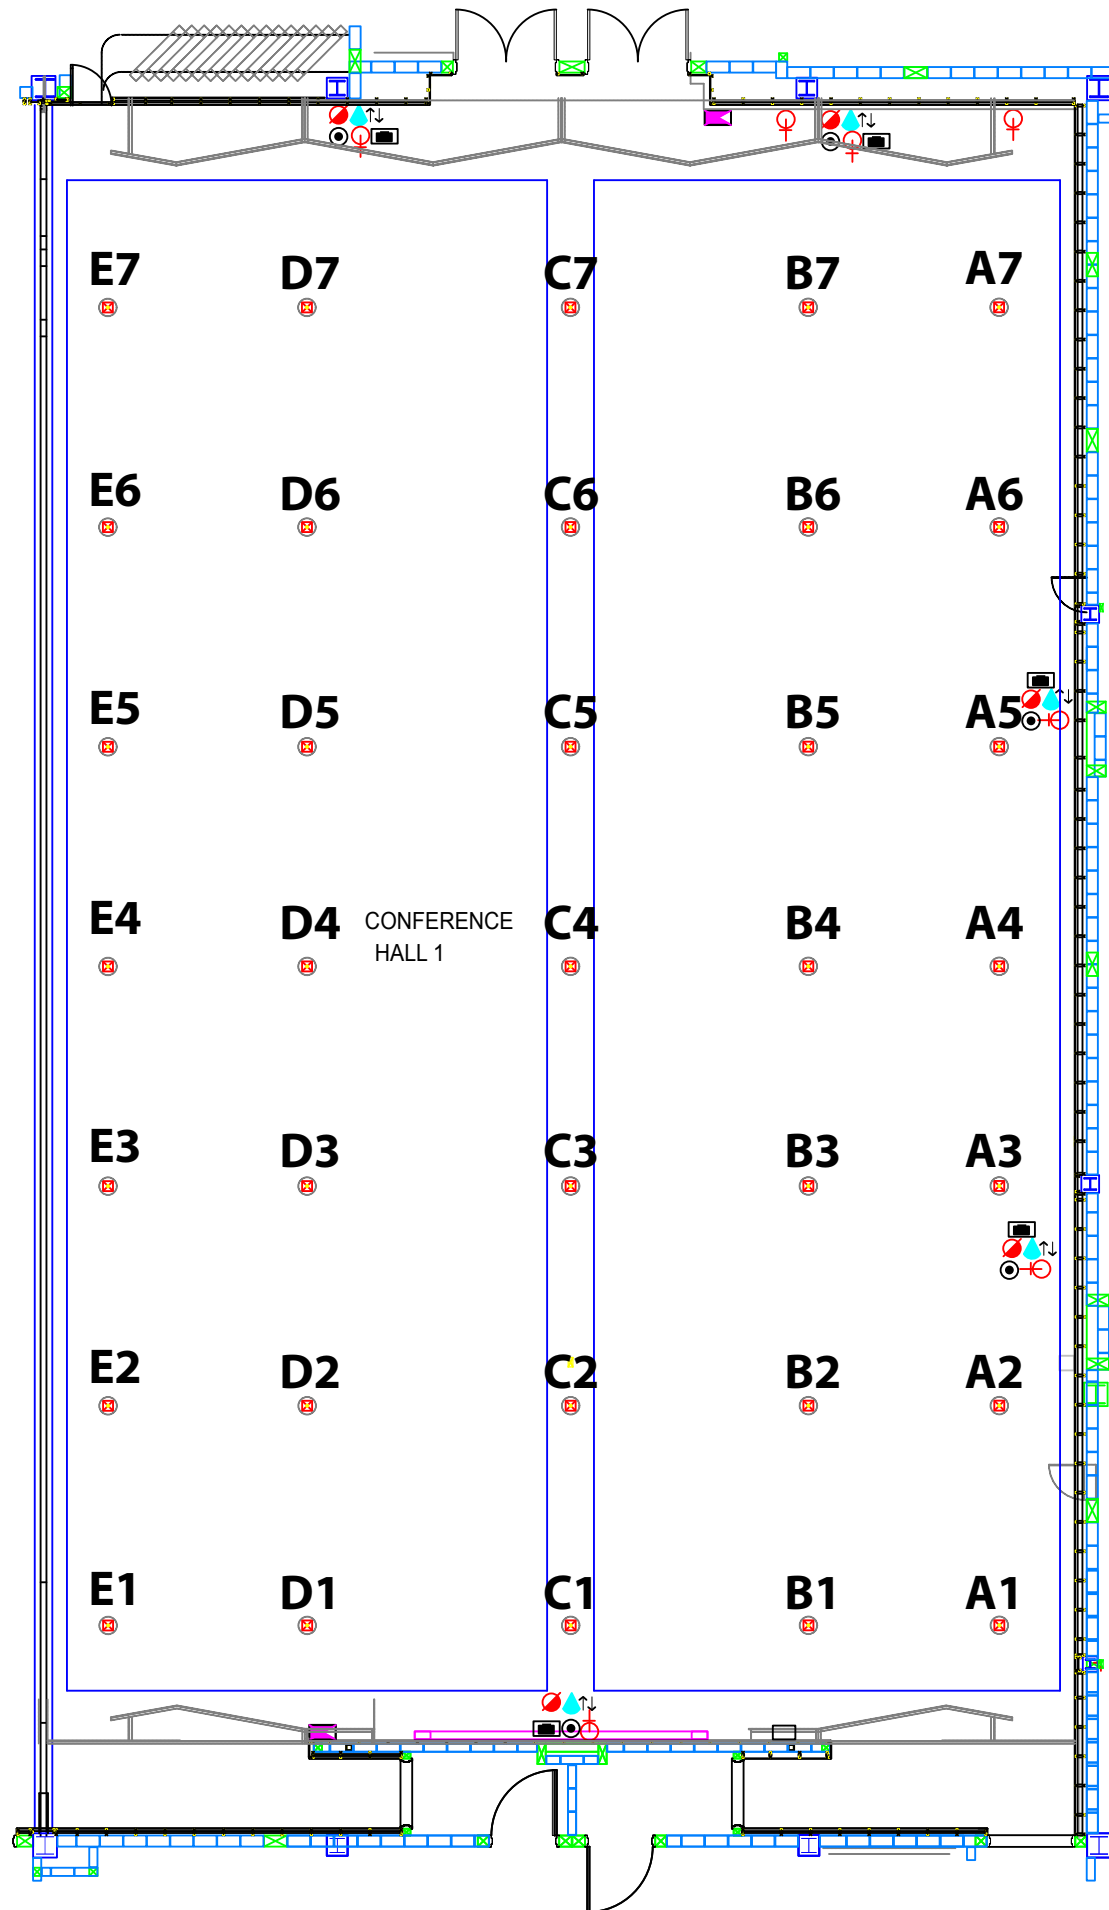 E7 D7 C7 B7 A7
E6 D6 C6 B6 A6
E5 D5 C5 B5 A5
E4 D4 C4 B4 A4
CONFERENCE
HALL 1
E3 D3 C3 B3 A3
E2 D2 C2 B2 A2
E1 D1 C1 B1 A1